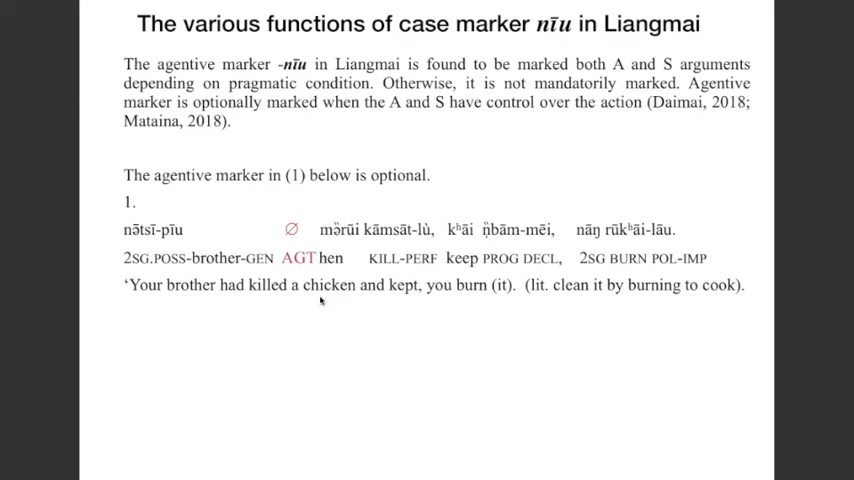 The various functions of case marker nīu in Liangmai
The agentive marker -nīu in Liangmai is found to be marked both A and S arguments
depending on pragmatic condition. Otherwise, it is not mandatorily marked. Agentive
marker is optionally marked when the A and S have control over the action (Daimai, 2018;
Mataina, 2018).
The agentive marker in (1) below is optional.
1.
nə̄tsī-pīu ∅ mə̄rūi kāmsāt-lù, kʰāi n̤̄bām-mēi, nāŋ rūkʰāi-lāu.
2SG.POSS-brother-GEN AGT hen KILL-PERF keep PROG DECL, 2SG BURN POL-IMP
‘Your brother had killed a chicken and kept, you burn (it). (lit. clean it by burning to cook).